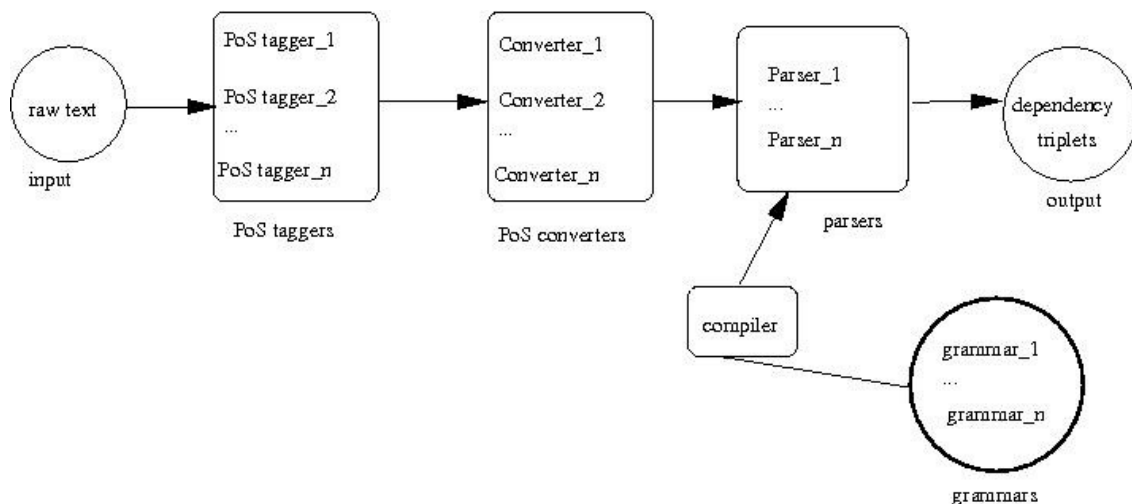 raw text
input
PoS tagger_1
PoS tagger_2
...
PoS tagger_n
PoS taggers
Converter_1
Converter_2
...
Converter_n
PoS converters
Parser_1
...
Parser_n
parsers
dependency
triplets
output
compiler
grammar_1
...
grammar_n
grammars